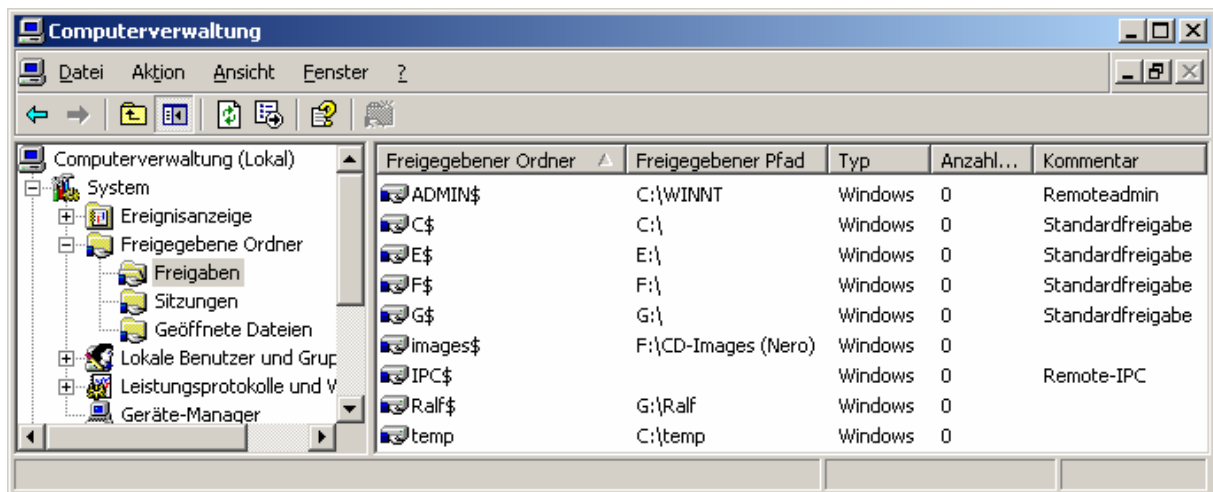 Computerverwaltung
Datei Aktion Ansicht Fenster ?
Computerverwaltung (Lokal)
System
Ereignisanzeige
Freigegebene Ordner
Freigaben
Sitzungen
Geöffnete Dateien
Lokale Benutzer und Grup
Leistungsprotokolle und V
Geräte-Manager
Freigegebener Ordner Freigegebener Pfad Typ Anzahl... Kommentar
ADMIN$ C:\WINNT Windows 0 Remoteadmin
C$ C:\ Windows 0 Standardfreigabe
E$ E:\ Windows 0 Standardfreigabe
F$ F:\ Windows 0 Standardfreigabe
G$ G:\ Windows 0 Standardfreigabe
images$ F:\CD-Images (Nero) Windows 0
IPC$ Windows 0 Remote-IPC
Ralf$ G:\Ralf Windows 0
temp C:\temp Windows 0